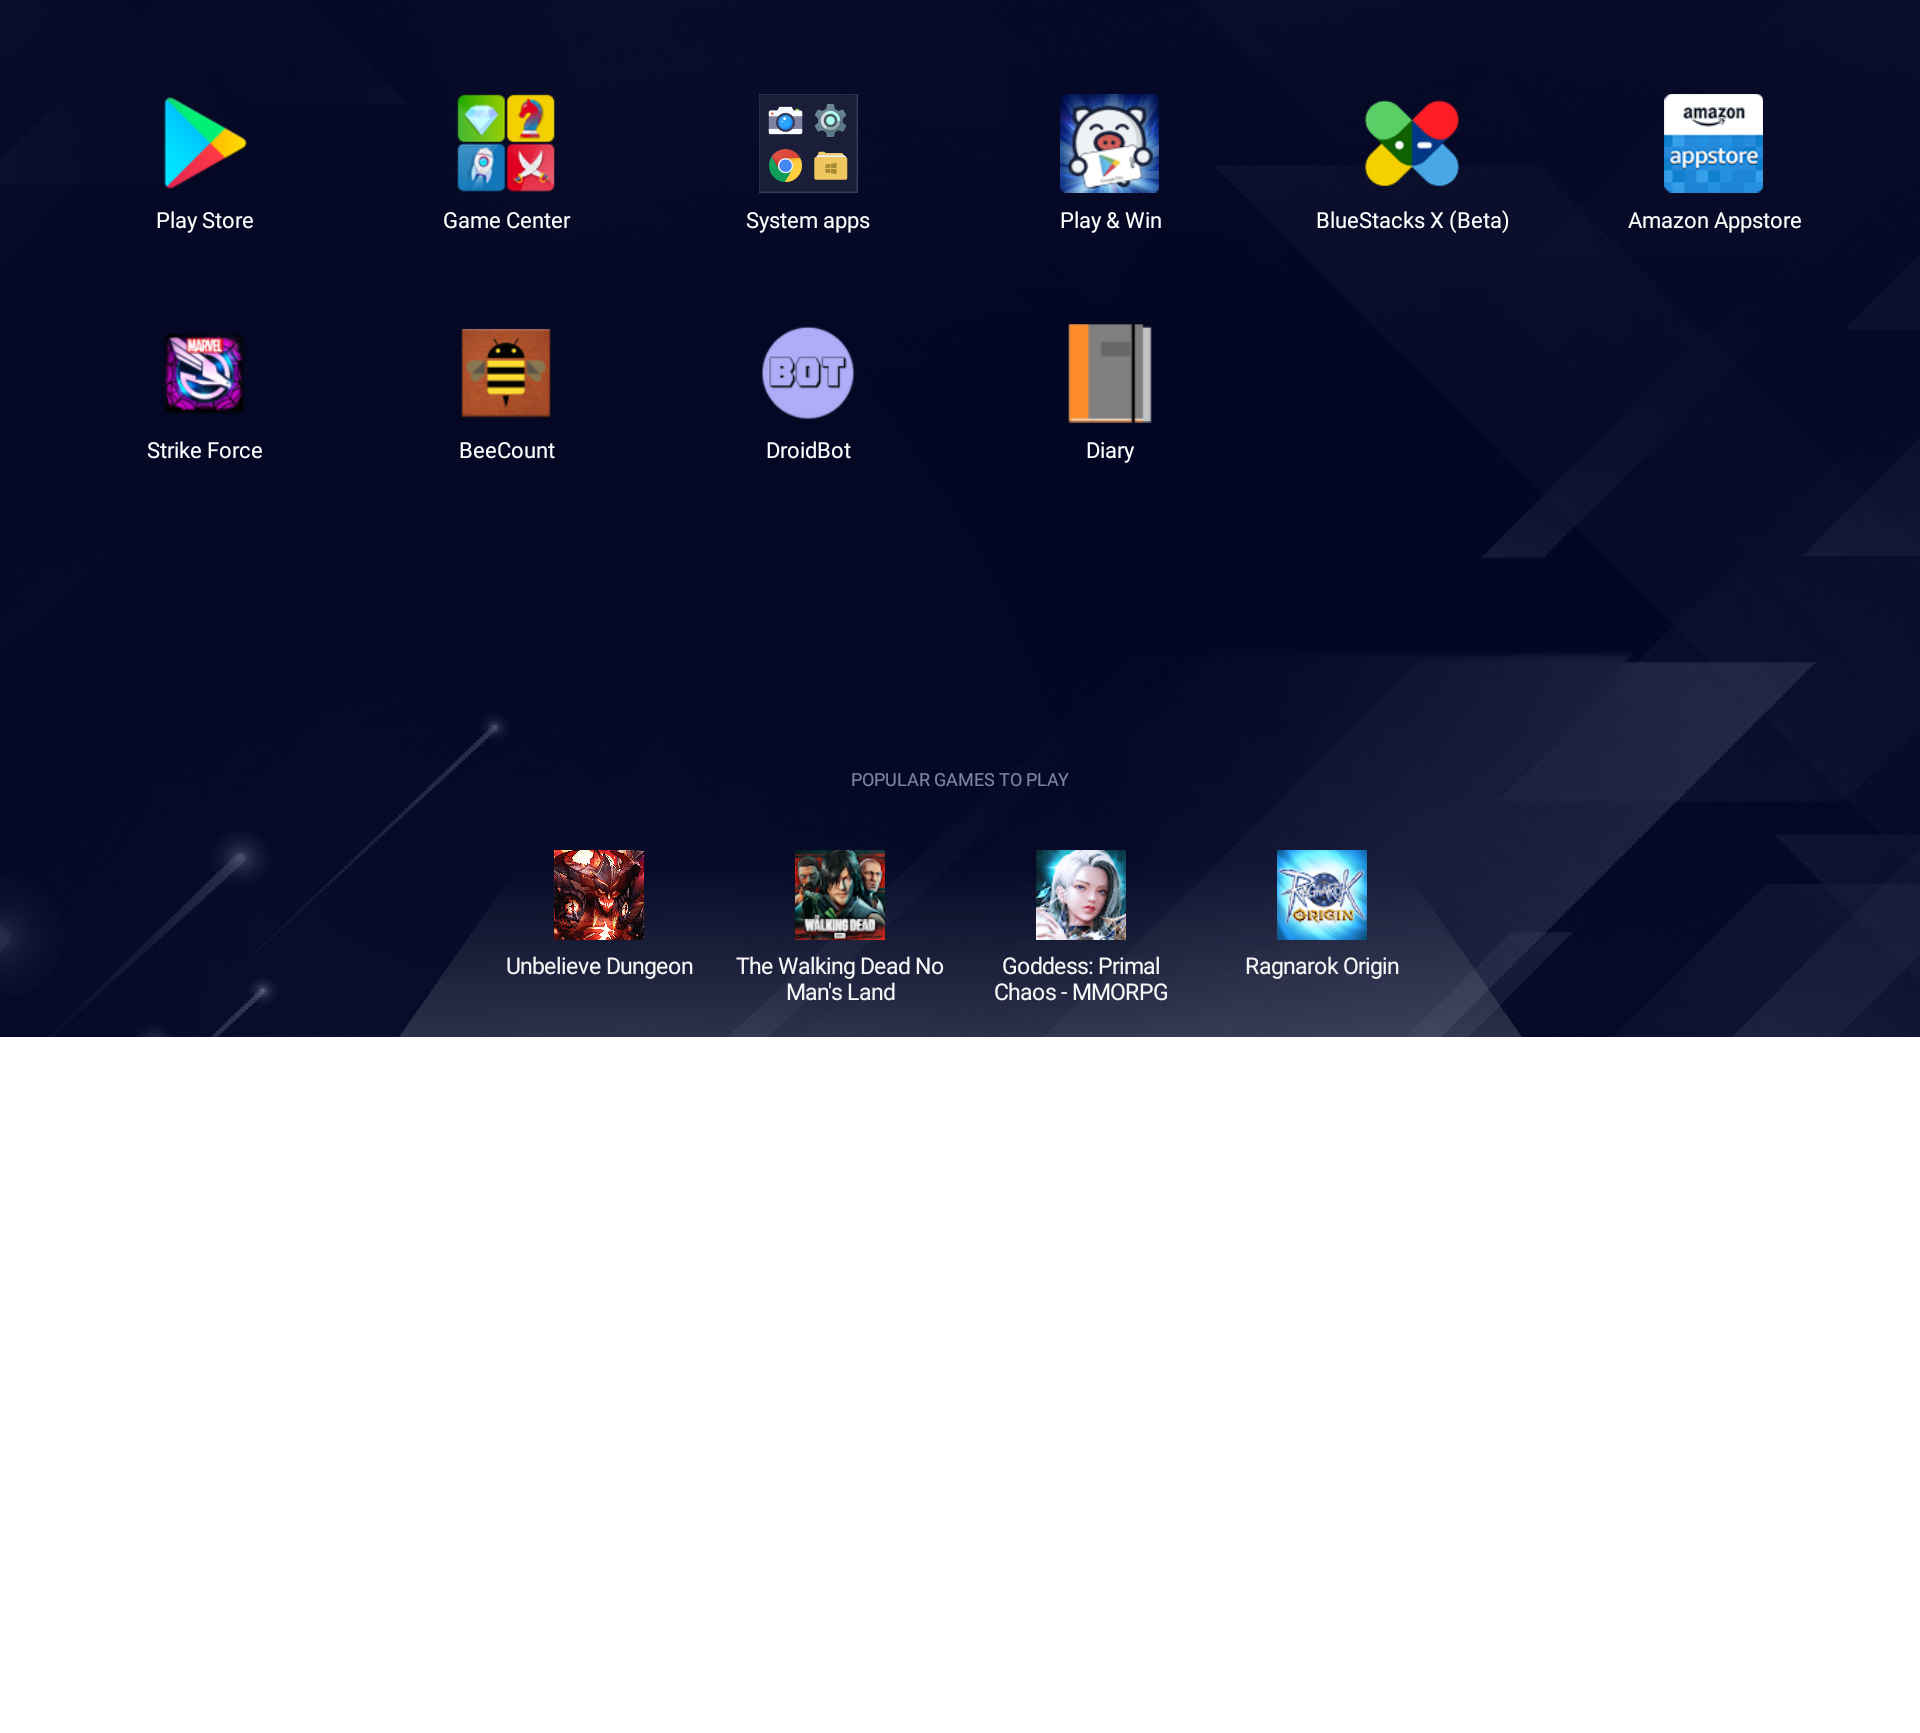 amazon
appstore
Play Store
Game Center
System apps
Play & Win
BlueStacks X (Beta)
Amazon Appstore
MARVEL
BOT
Strike Force
BeeCount
DroidBot
Diary
POPULAR GAMES TO PLAY
THE
WALKING DEAD
RAGNAROK
ORIGIN
Unbelieve Dungeon
The Walking Dead No
Man's Land
Goddess: Primal
Chaos - MMORPG
Ragnarok Origin